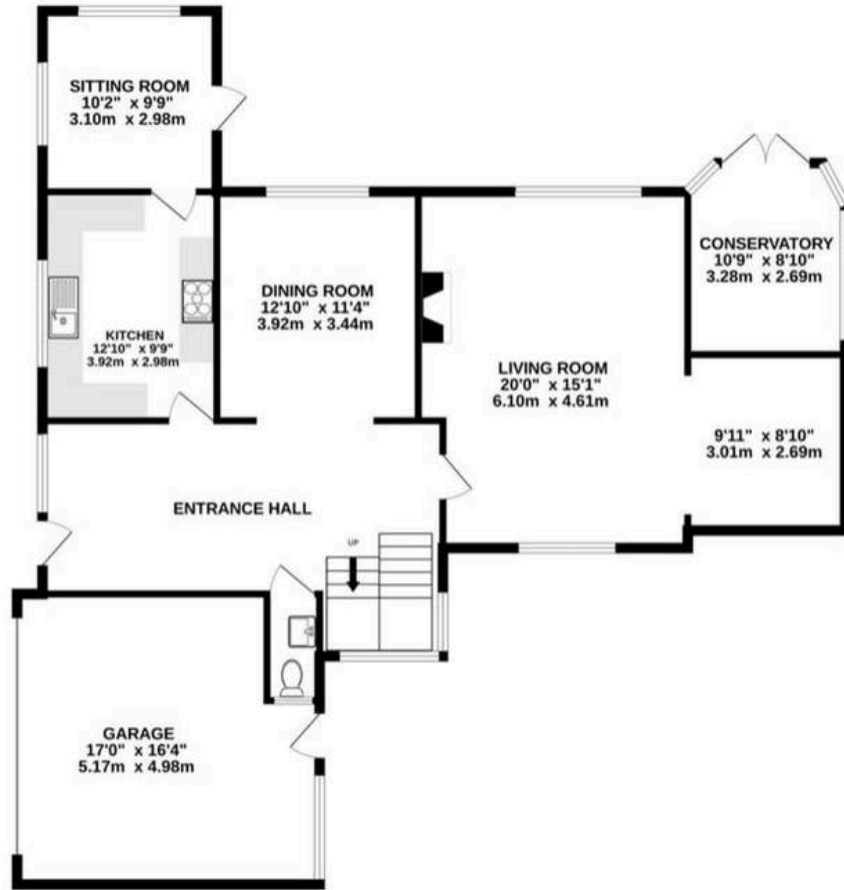 SITTING ROOM
10'2" x 9'9"
3.10m x 2.98m
CONSERVATORY
10'9" x 8'10"
3.28m x 2.69m
DINING ROOM
12'10" x 11'4"
3.92m x 3.44m
KITCHEN
12'10" x 9'9"
3.92m x 2.98m
LIVING ROOM
20'0" x 15'1"
6.10m x 4.61m
9'11" x 8'10"
3.01m x 2.69m
ENTRANCE HALL
UP
GARAGE
17'0" x 16'4"
5.17m x 4.98m